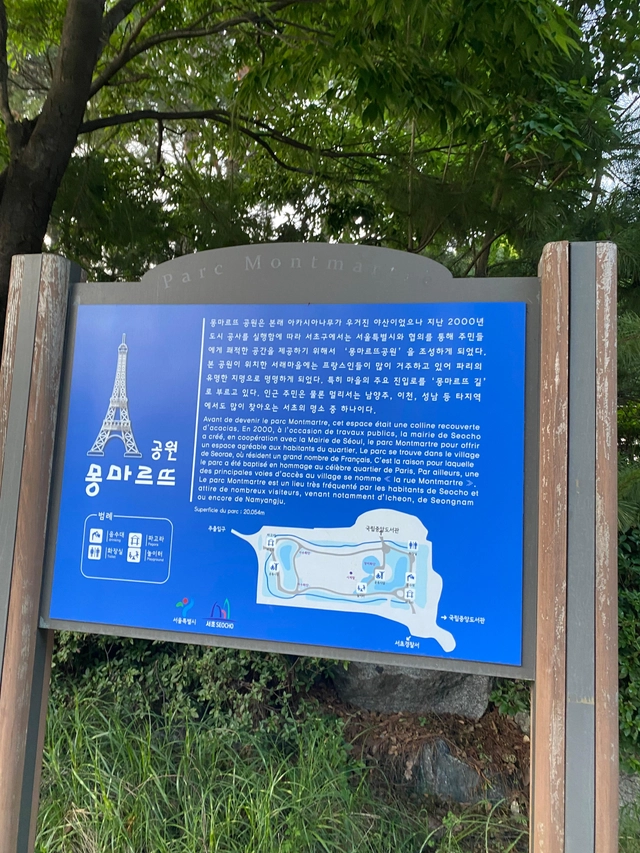 Parc Montmartre
몽마르뜨 공원은 본래 아카시아나무가 우거진 야산이었으나 지난 2000년
도시 공사를 실행함에 따라 서초구에서는 서울특별시와 협의를 통해 주민들
에게 쾌적한 공간을 제공하기 위해서 ‘몽마르뜨공원’ 을 조성하게 되었다.
본 공원이 위치한 서래마을에는 프랑스인들이 많이 거주하고 있어 파리의
유명한 지명으로 명명하게 되었다. 특히 마을의 주요 진입로를 ‘몽마르뜨 길’
로 부르고 있다. 인근 주민은 물론 멀리서는 남양주, 이천, 성남 등 타지역
에서도 많이 찾아오는 서초의 명소 중 하나이다.
Avant de devenir le parc Montmartre, cet espace était une colline recouverte
d'acacias. En 2000, à l'occasion de travaux publics, la mairie de Seocho
a créé, en coopération avec la Mairie de Séoul, le parc Montmartre pour offrir
un espace agréable aux habitants du quartier. Le parc se trouve dans le village
de Seorae, où résident un grand nombre de Français. C'est la raison pour laquelle
le parc a été baptisé en hommage au célèbre quartier de Paris, Par ailleurs, une
des principales voies d'accès au village se nomme ≪ la rue Montmartre ≫.
Le parc Montmartre est un lieu très fréquenté par les habitants de Seocho et
attire de nombreux visiteurs, venant notamment d'Icheon, de Seongnam
ou encore de Namyangju.
Superficie du parc : 20,054m
공원
몽마르뜨
범례
음수대
파고라
화장실
놀이터
주출입구
국립중앙도서관
국립중앙도서관
서초경찰서
서울특별시
서초 SEOCHO